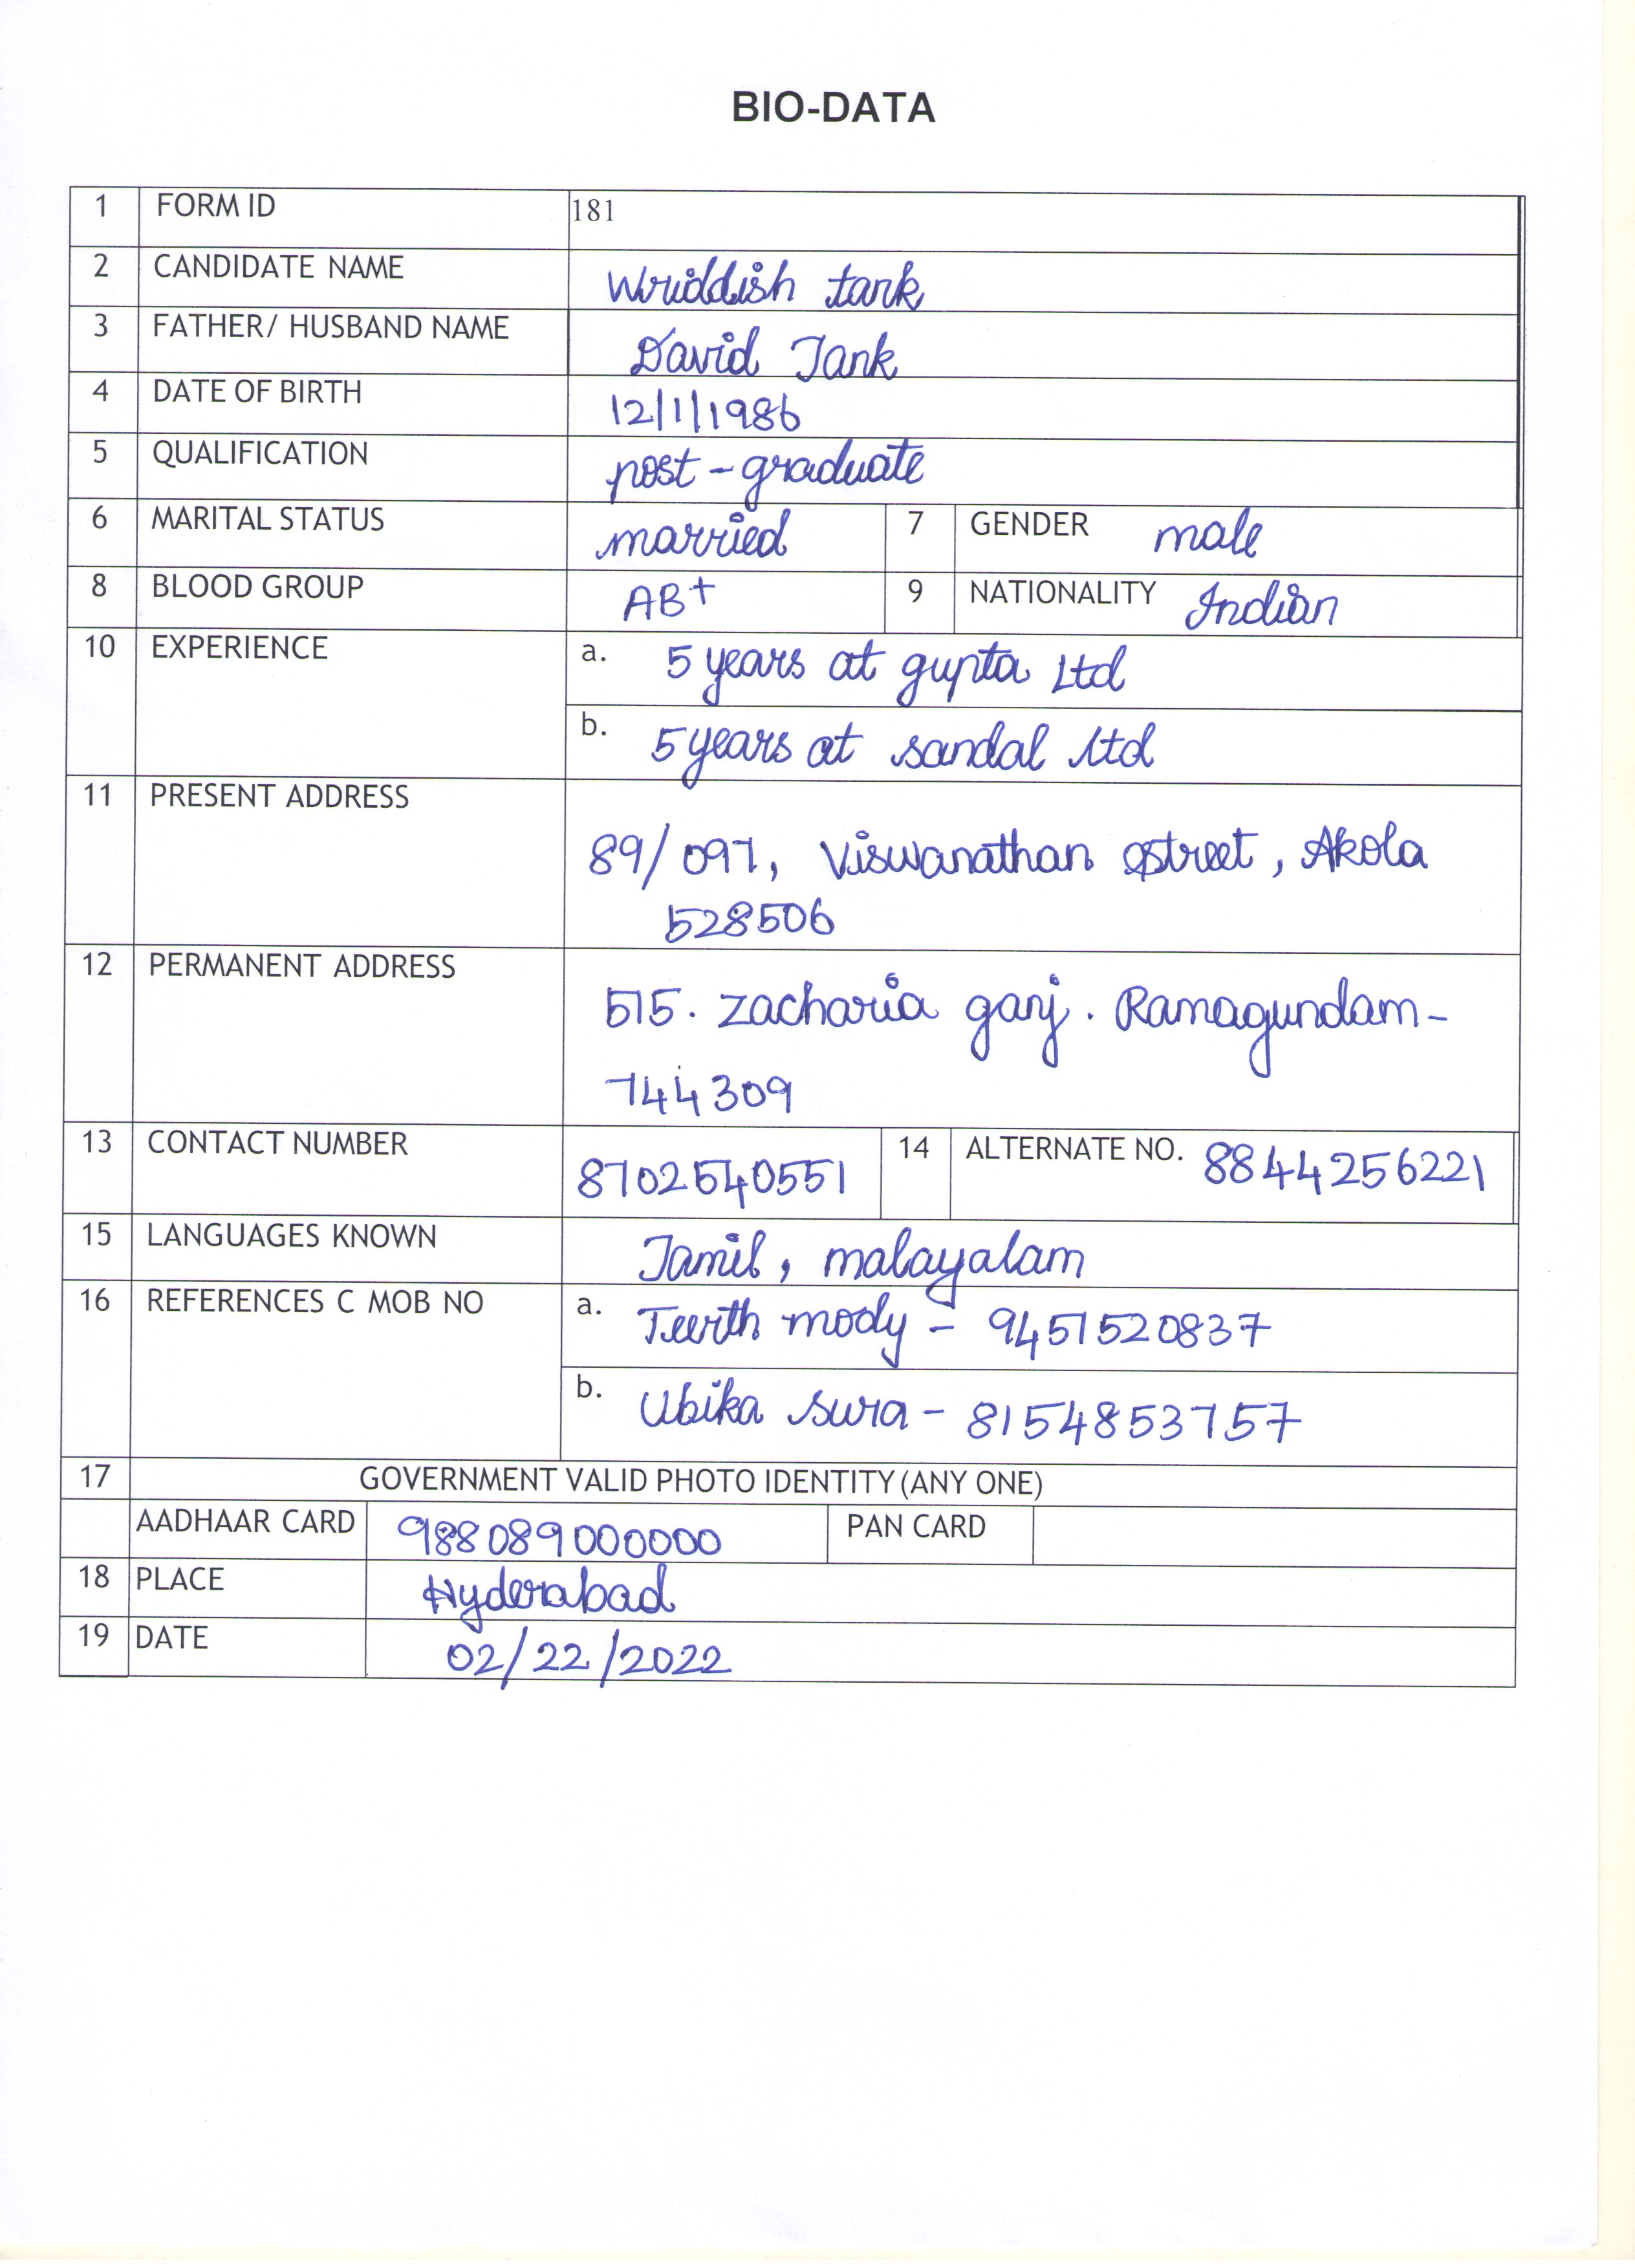 BIO-DATA
1 FORM ID 181
2 CANDIDATE NAME Wriddish tank
3 FATHER/ HUSBAND NAME David Tank
4 DATE OF BIRTH 12/1/1986
5 QUALIFICATION post-graduate
6 MARITAL STATUS married 7 GENDER male
8 BLOOD GROUP AB+ 9 NATIONALITY Indian
10 EXPERIENCE a. 5 years at gupta Ltd
b. 5 years at sandal Ltd
11 PRESENT ADDRESS
89/097, Viswanathan street, Akola
528506
12 PERMANENT ADDRESS
515. Zacharia ganj. Ramagundam-
744309
13 CONTACT NUMBER 8702540551 14 ALTERNATE NO. 8844256221
15 LANGUAGES KNOWN Tamil, malayalam
16 REFERENCES C MOB NO a. Teerth mody - 9451520837
b. Ubika sura - 8154853757
17 GOVERNMENT VALID PHOTO IDENTITY (ANY ONE)
AADHAAR CARD 988089000000 PAN CARD
18 PLACE Hyderabad
19 DATE 02/22/2022